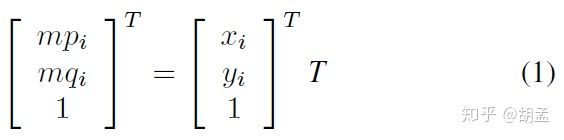 [mp_i mq_i 1]^T = [x_i y_i 1]^T T (1)
知乎 @胡孟